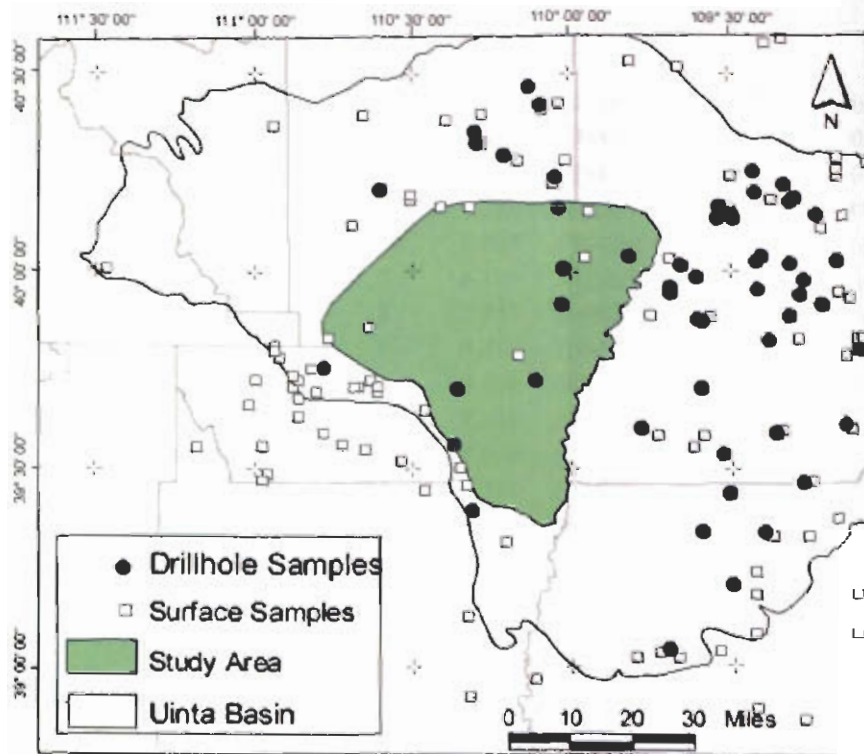 111° 30' 00" 111° 00' 00" 110° 30' 00" 110° 00' 00" 109° 30' 00"
40° 30' 00"
N
40° 00' 00"
39° 30' 00"
39° 00' 00"
Drillhole Samples
Surface Samples
Study Area
Uinta Basin
0 10 20 30 Miles